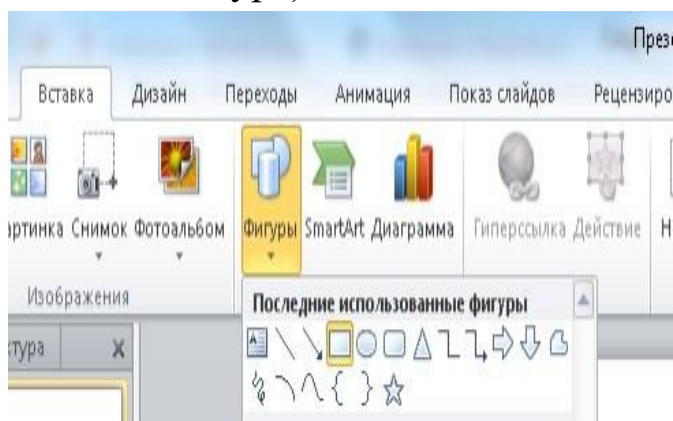 През
Вставка Дизайн Переходы Анимация Показ слайдов Рецензиро
артинка Снимок Фотоальбом Фигуры SmartArt Диаграмма Гиперссылка Действие Н
Изображения
Последние использованные фигуры
тура